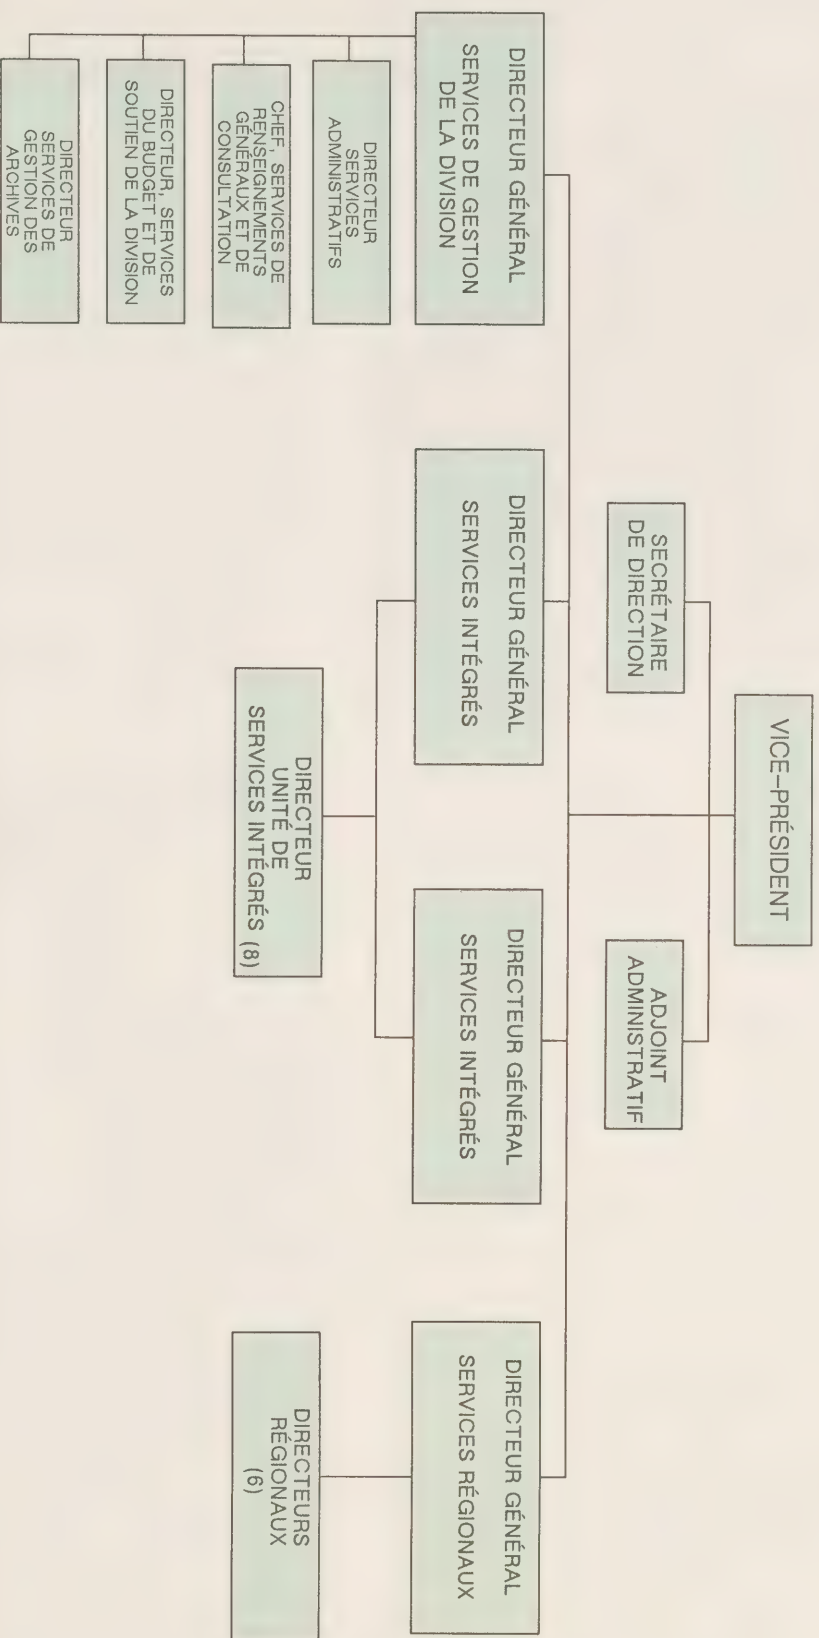 VICE-PRÉSIDENT
SECRÉTAIRE
DE DIRECTION
ADJOINT
ADMINISTRATIF
DIRECTEUR GÉNÉRAL
SERVICES DE GESTION
DE LA DIVISION
DIRECTEUR GÉNÉRAL
SERVICES INTÉGRÉS
DIRECTEUR GÉNÉRAL
SERVICES INTÉGRÉS
DIRECTEUR GÉNÉRAL
SERVICES RÉGIONAUX
DIRECTEUR
SERVICES
ADMINISTRATIFS
CHEF, SERVICES DE
RENSEIGNEMENTS
GÉNÉRAUX ET DE
CONSULTATION
DIRECTEUR, SERVICES
DU BUDGET ET DE
SOUTIEN DE LA DIVISION
DIRECTEUR
SERVICES DE
GESTION DES
ARCHIVES
DIRECTEUR
UNITÉ DE
SERVICES INTÉGRÉS (8)
DIRECTEURS
RÉGIONAUX
(6)